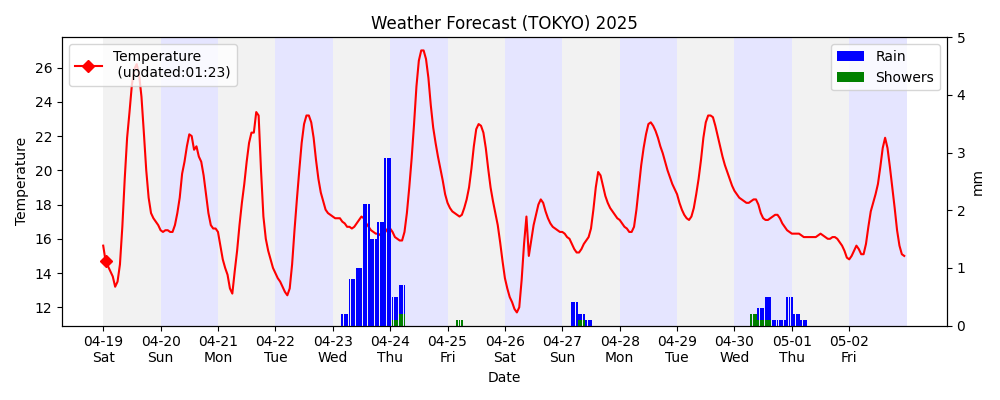 Weather Forecast (TOKYO) 2025
Temperature
(updated:01:23)
Rain
Showers
Temperature
26
24
22
20
18
16
14
12
5
4
3
2
1
0
mm
04-19 04-20 04-21 04-22 04-23 04-24 04-25 04-26 04-27 04-28 04-29 04-30 05-01 05-02
Sat Sun Mon Tue Wed Thu Fri Sat Sun Mon Tue Wed Thu Fri
Date